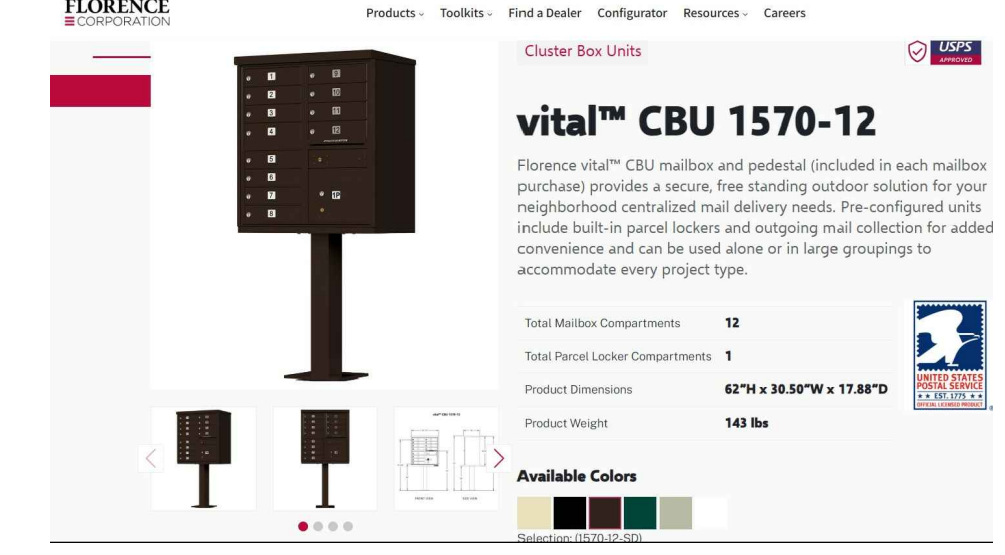 FLORENCE
CORPORATION
Products
Toolkits
Find a Dealer
Configurator
Resources
Careers
Cluster Box Units
USPS
APPROVED
vital™ CBU 1570-12
Florence vital™ CBU mailbox and pedestal (included in each mailbox
purchase) provides a secure, free standing outdoor solution for your
neighborhood centralized mail delivery needs. Pre-configured units
include built-in parcel lockers and outgoing mail collection for added
convenience and can be used alone or in large groupings to
accommodate every project type.
1
2
3
4
5
6
7
8
9
10
11
12
1P
Total Mailbox Compartments 12
Total Parcel Locker Compartments 1
Product Dimensions 62"H x 30.50"W x 17.88"D
Product Weight 143 lbs
UNITED STATES
POSTAL SERVICE
★ ★ EST. 1775 ★ ★
OFFICIAL LICENSED PRODUCT
®
Available Colors
Selection: (1570-12-SD)
FRONT VIEW